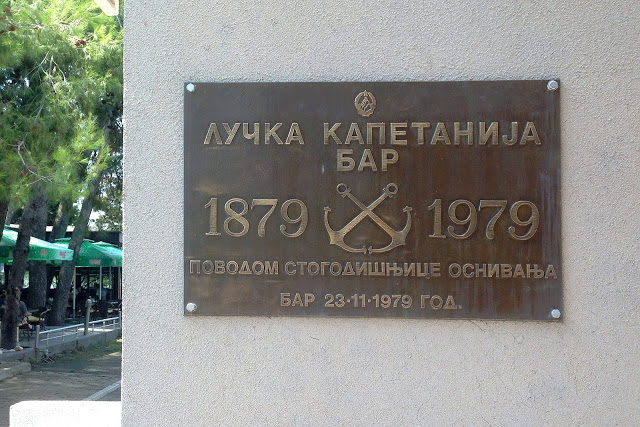 ЛУЧКА КАПЕТАНИЈА
БАР
1879 1979
ПОВОДОМ СТОГОДИШЊИЦЕ ОСНИВАЊА
БАР 23·11·1979 ГОД.